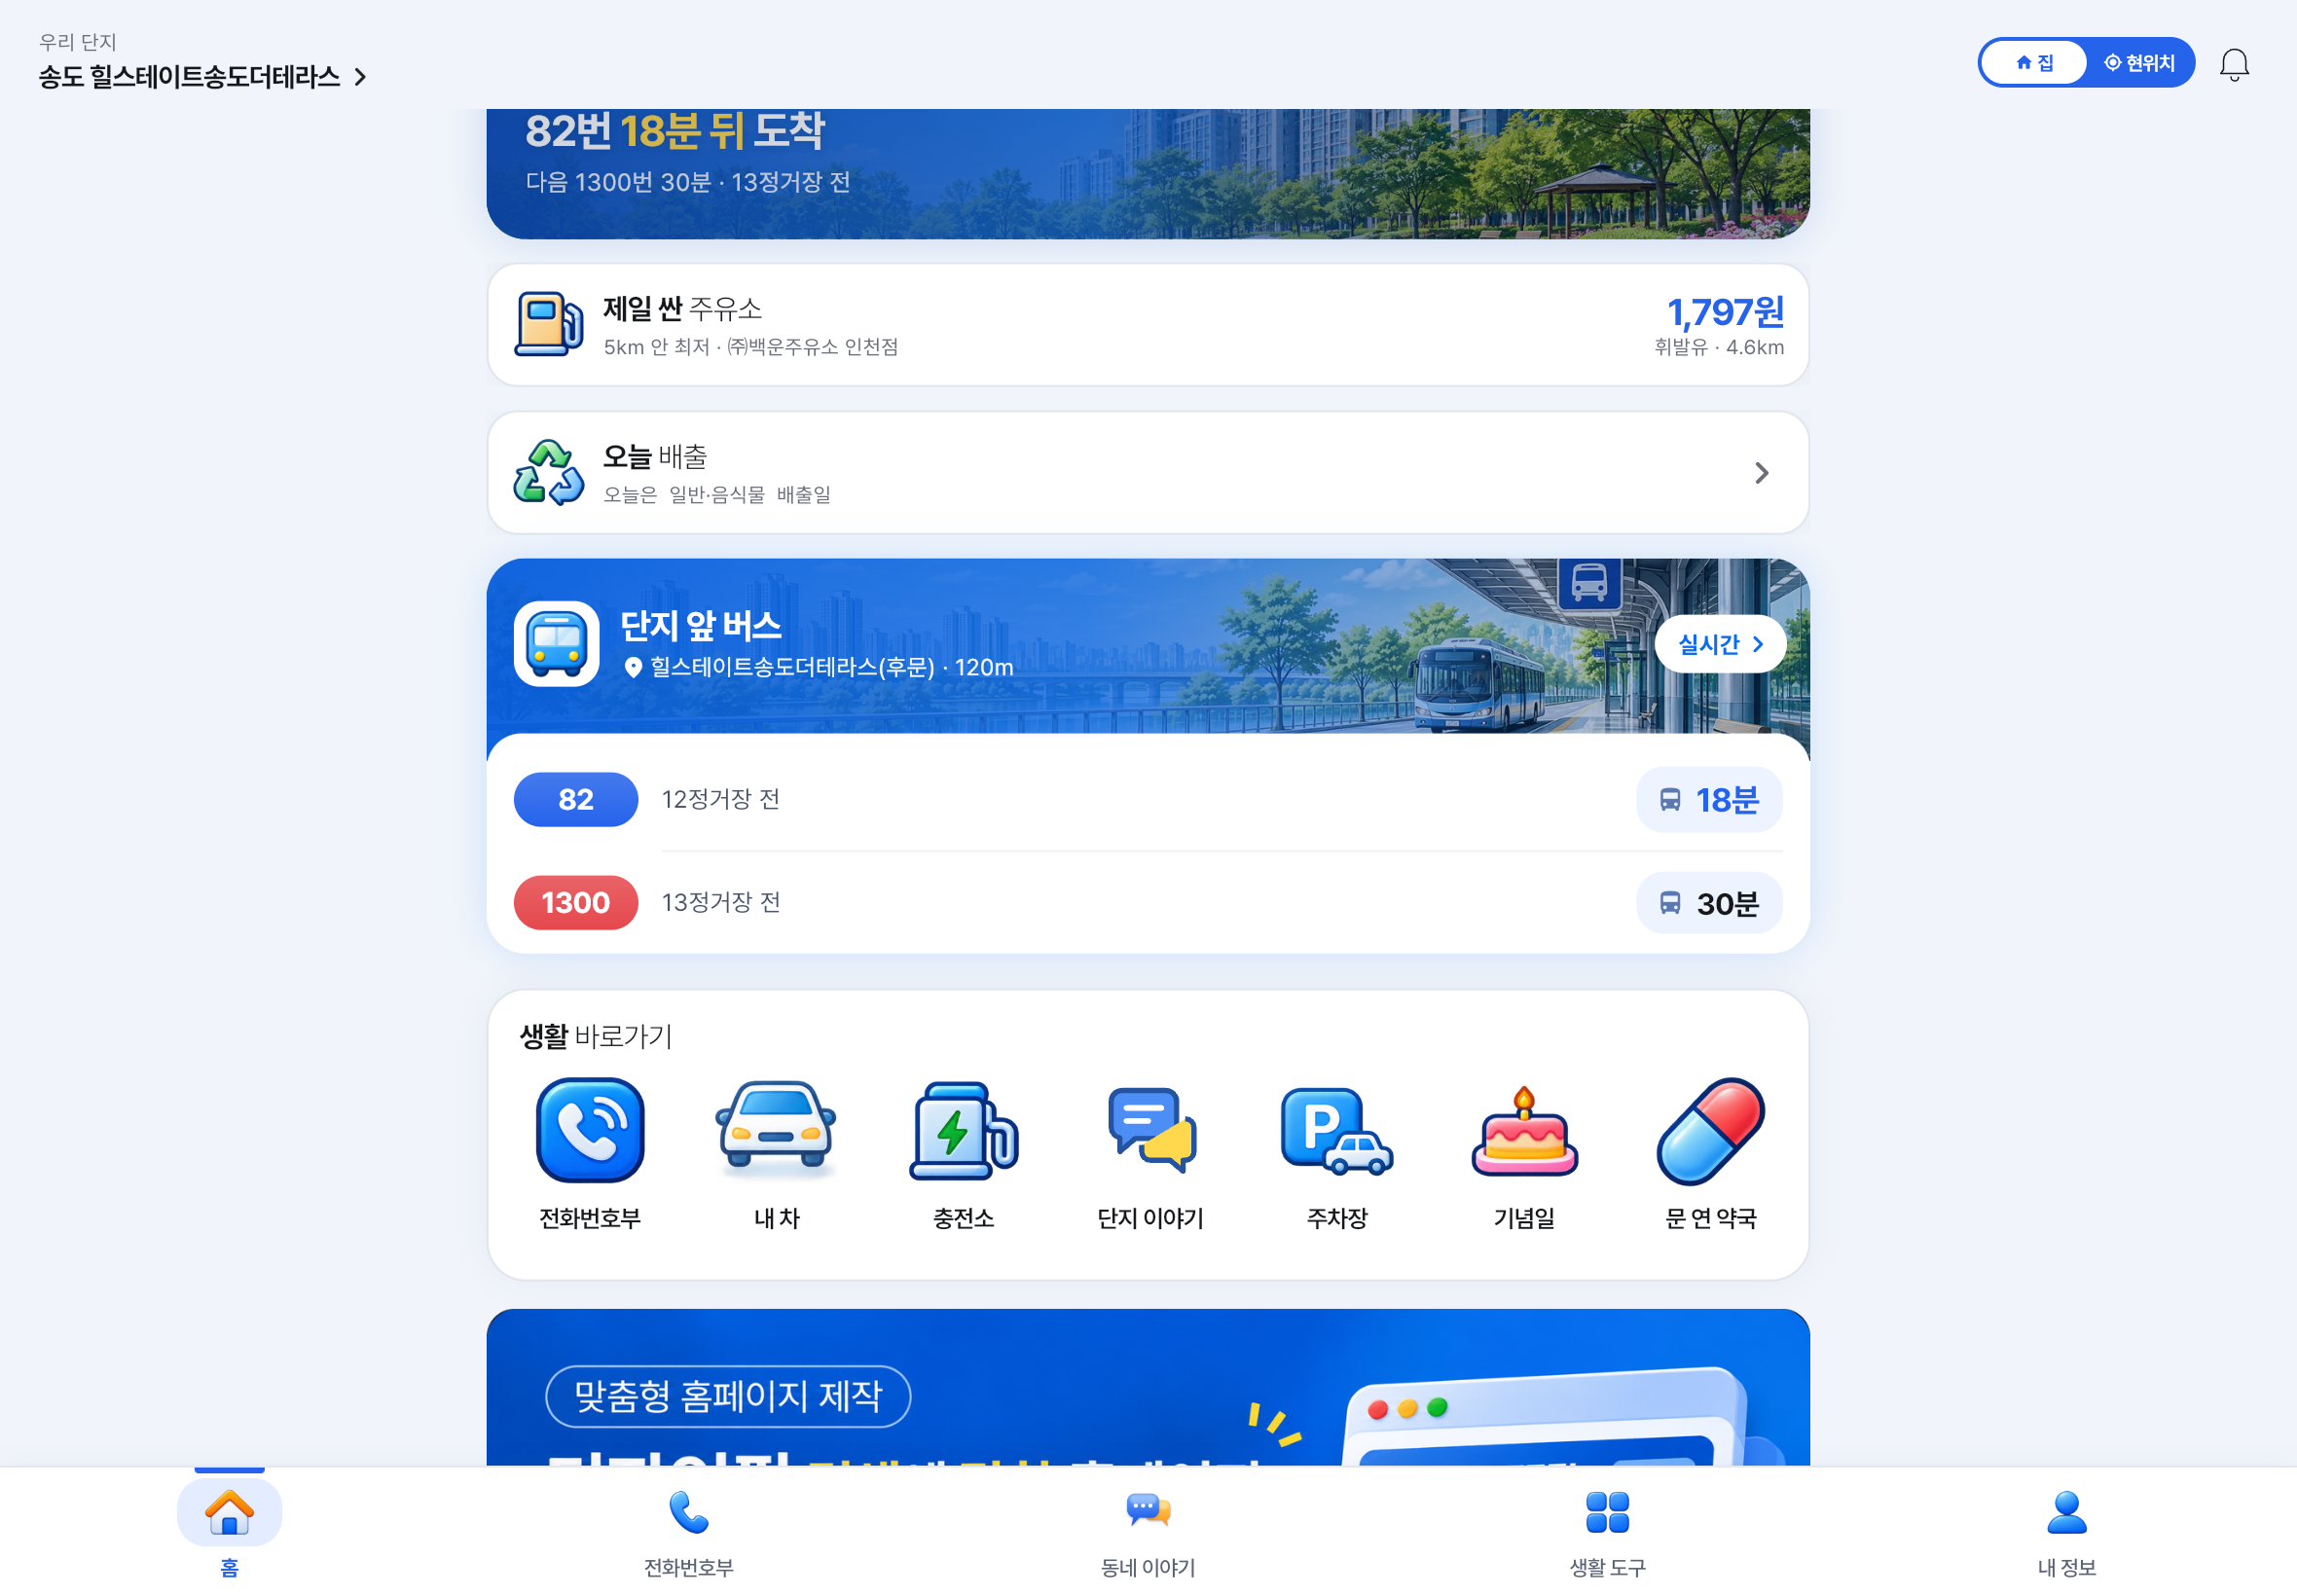 우리 단지
송도 힐스테이트송도더테라스
집
현위치
82번 18분 뒤 도착
다음 1300번 30분 · 13정거장 전
제일 싼 주유소
1,797원
5km 안 최저 · ㈜백운주유소 인천점
휘발유 · 4.6km
오늘 배출
오늘은 일반·음식물 배출일
단지 앞 버스
힐스테이트송도더테라스(후문) · 120m
실시간
82
12정거장 전
18분
1300
13정거장 전
30분
생활 바로가기
P
전화번호부
내 차
충전소
단지 이야기
주차장
기념일
문 연 약국
맞춤형 홈페이지 제작
홈
전화번호부
동네 이야기
생활 도구
내 정보